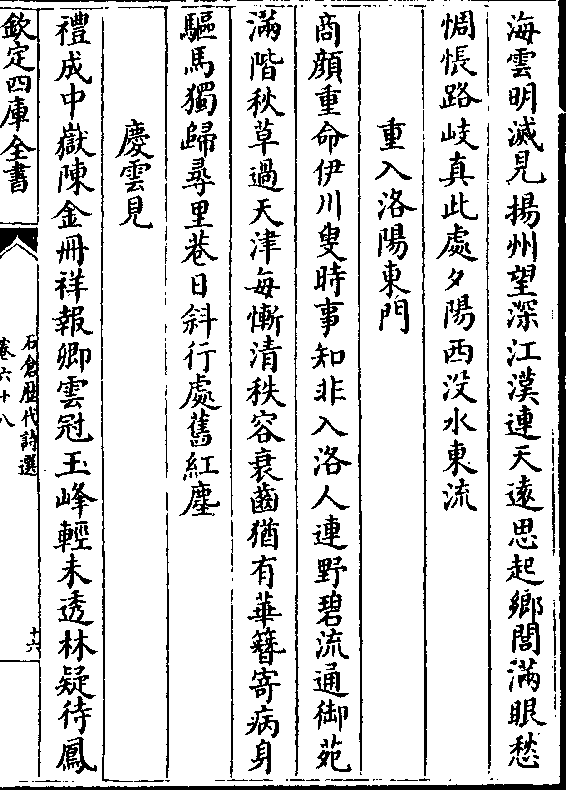 海雲明滅見揚州望深江漢連天逺思起鄉閭滿眼愁
惆悵路岐真此處夕陽西没水東流
重入洛陽東門
商顔重命伊川叟時事知非入洛人連野碧流通御苑
滿階秋草過天津每慚清秩容衰齒猶有華簪寄病身
驅馬獨歸尋里巷日斜行處舊紅塵
慶雲見
禮成中嶽陳金冊祥報卿雲冠玉峰輕未透林疑待鳳
欽定四庫全書
石倉歴代詩選
卷六十八
十六